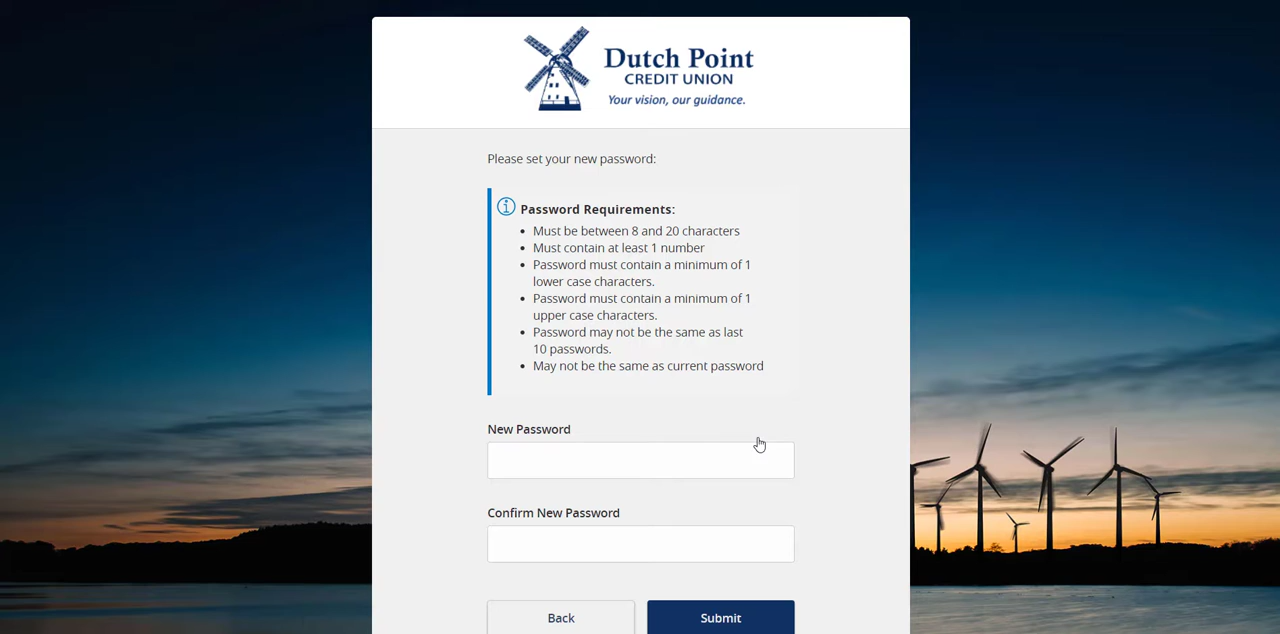 Dutch Point
CREDIT UNION
Your vision, our guidance.
Please set your new password:
Password Requirements:
• Must be between 8 and 20 characters
• Must contain at least 1 number
• Password must contain a minimum of 1
lower case characters.
• Password must contain a minimum of 1
upper case characters.
• Password may not be the same as last
10 passwords.
• May not be the same as current password
New Password
Confirm New Password
Back
Submit